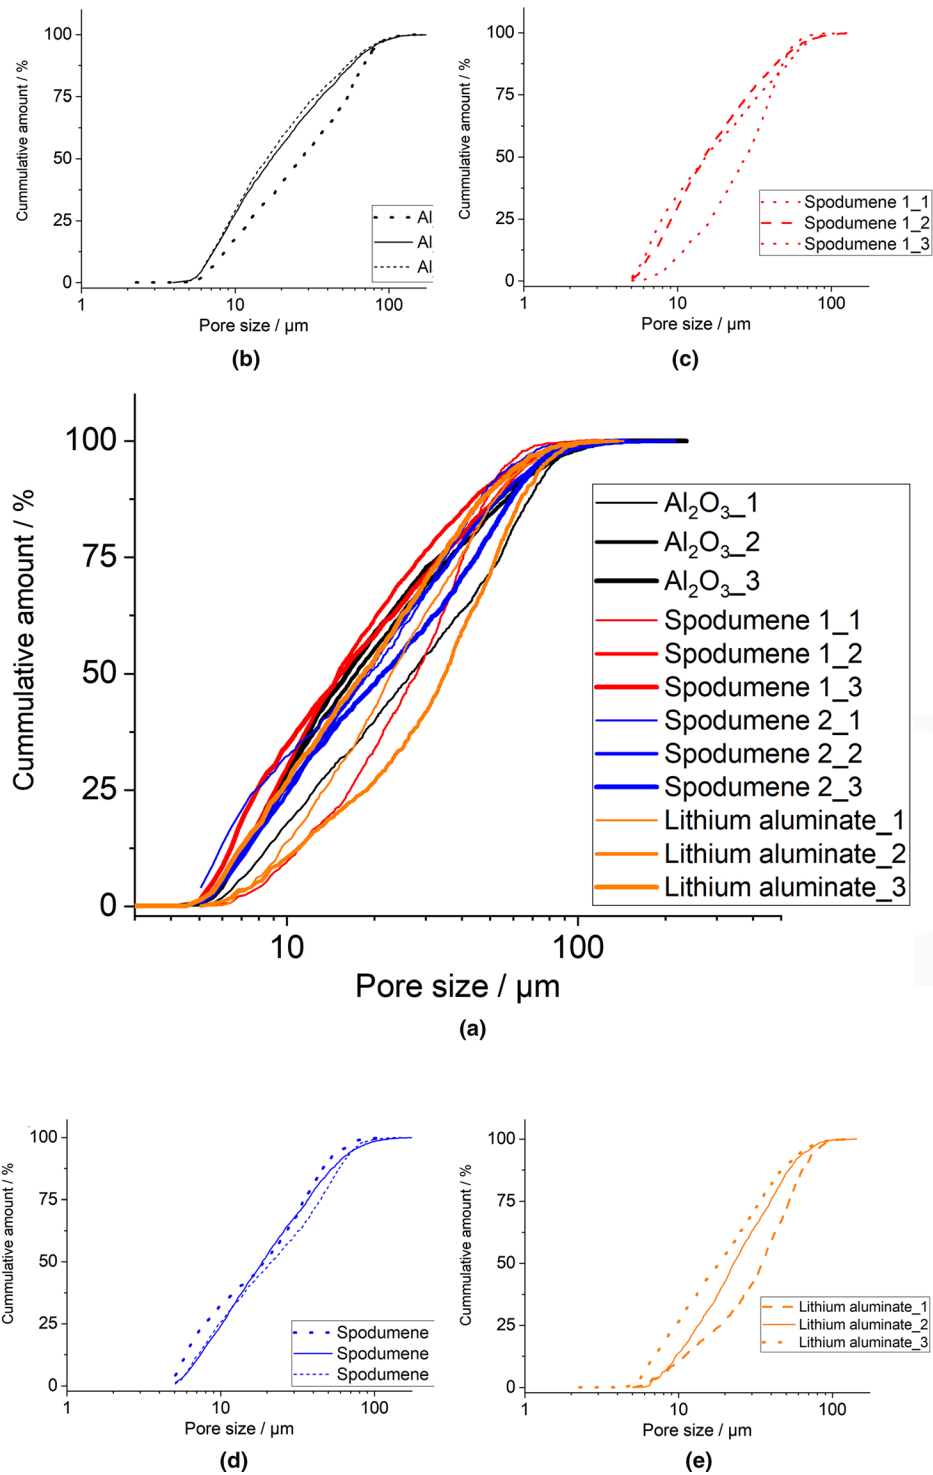 100
75
50
25
0
Cummulative amount / %
Al
Al
Al
1
10
100
Pore size / µm
(b)
100
75
50
25
0
Cummulative amount / %
Spodumene 1_1
Spodumene 1_2
Spodumene 1_3
1
10
100
Pore size / µm
(c)
100
75
50
25
0
Cummulative amount / %
Al₂O₃_1
Al₂O₃_2
Al₂O₃_3
Spodumene 1_1
Spodumene 1_2
Spodumene 1_3
Spodumene 2_1
Spodumene 2_2
Spodumene 2_3
Lithium aluminate_1
Lithium aluminate_2
Lithium aluminate_3
10
100
Pore size / µm
(a)
100
75
50
25
0
Cummulative amount / %
Spodumene
Spodumene
Spodumene
1
10
100
Pore size / µm
(d)
100
75
50
25
0
Cummulative amount / %
Lithium aluminate_1
Lithium aluminate_2
Lithium aluminate_3
1
10
100
Pore size / µm
(e)